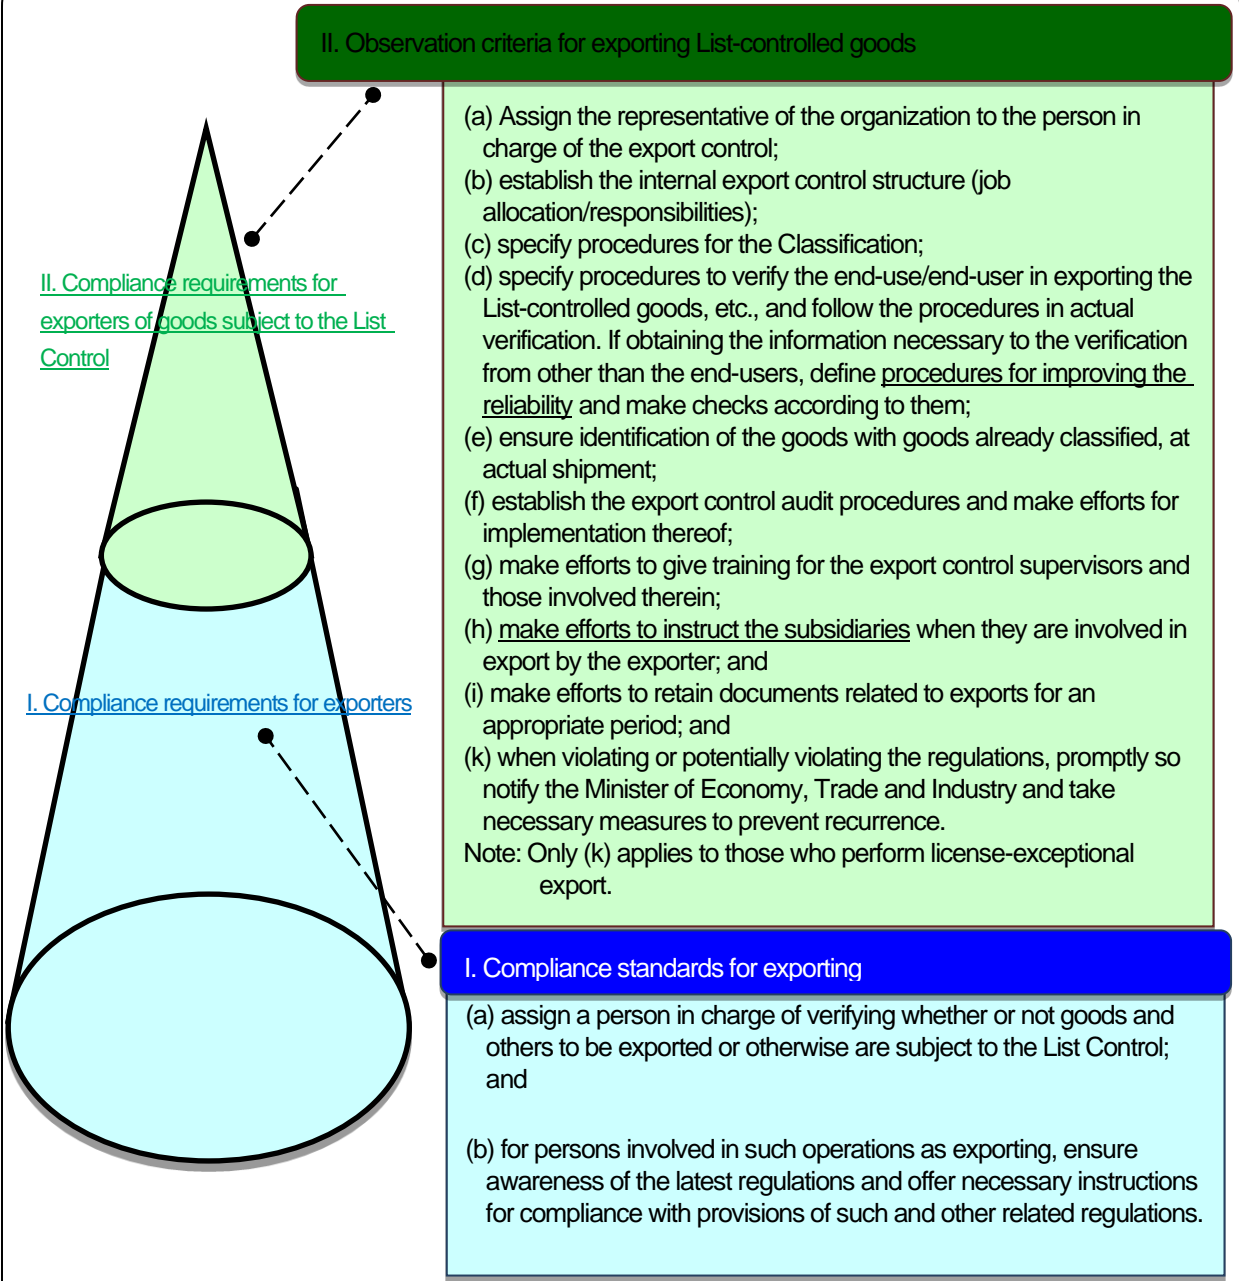 II. Observation criteria for exporting List-controlled goods
(a) Assign the representative of the organization to the person in
charge of the export control;
(b) establish the internal export control structure (job
allocation/responsibilities);
(c) specify procedures for the Classification;
(d) specify procedures to verify the end-use/end-user in exporting the
List-controlled goods, etc., and follow the procedures in actual
verification. If obtaining the information necessary to the verification
from other than the end-users, define procedures for improving the
reliability and make checks according to them;
(e) ensure identification of the goods with goods already classified, at
actual shipment;
(f) establish the export control audit procedures and make efforts for
implementation thereof;
(g) make efforts to give training for the export control supervisors and
those involved therein;
(h) make efforts to instruct the subsidiaries when they are involved in
export by the exporter; and
(i) make efforts to retain documents related to exports for an
appropriate period; and
(k) when violating or potentially violating the regulations, promptly so
notify the Minister of Economy, Trade and Industry and take
necessary measures to prevent recurrence.
Note: Only (k) applies to those who perform license-exceptional
export.
II. Compliance requirements for
exporters of goods subject to the List
Control
I. Compliance requirements for exporters
I. Compliance standards for exporting
(a) assign a person in charge of verifying whether or not goods and
others to be exported or otherwise are subject to the List Control;
and
(b) for persons involved in such operations as exporting, ensure
awareness of the latest regulations and offer necessary instructions
for compliance with provisions of such and other related regulations.